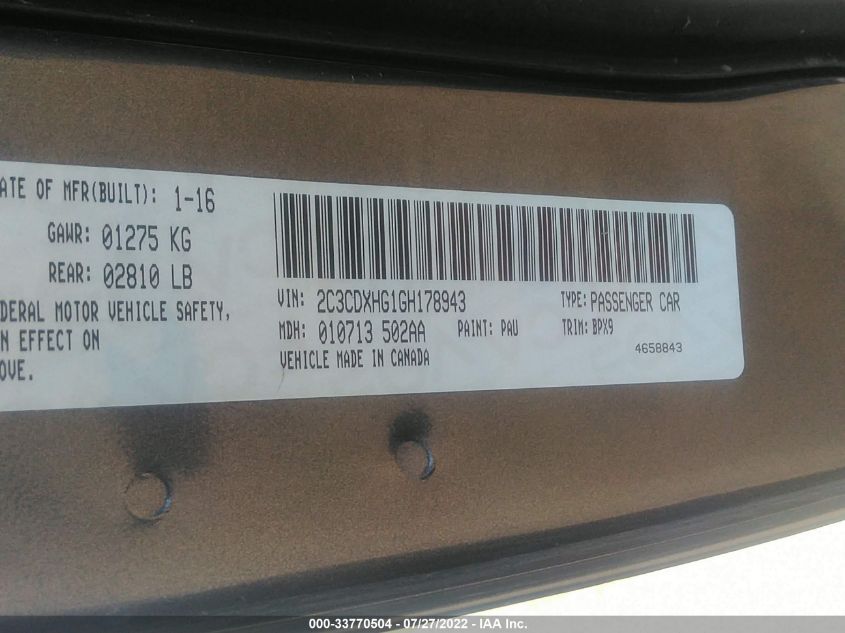 ATE OF MFR(BUILT): 1-16
GAWR: 01275 KG
REAR: 02810 LB
DERAL MOTOR VEHICLE SAFETY,
N EFFECT ON
OVE.
VIN: 2C3CDXHG1GH178943 TYPE: PASSENGER CAR
MDH: 010713 502AA PAINT: PAU TRIM: BPX9
VEHICLE MADE IN CANADA 4658843
000-33770504 - 07/27/2022 - IAA Inc.